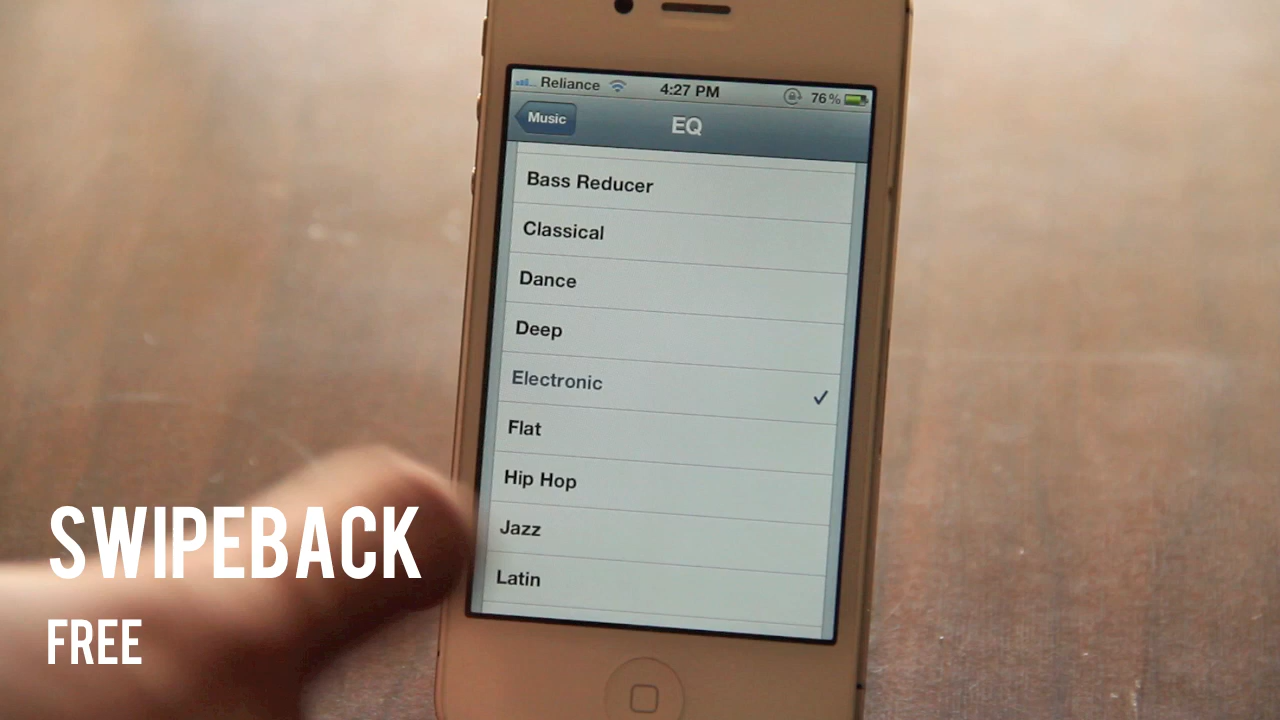 Reliance 4:27 PM 76%
Music EQ
Bass Reducer
Classical
Dance
Deep
Electronic
Flat
Hip Hop
Jazz
Latin
SWIPEBACK
FREE